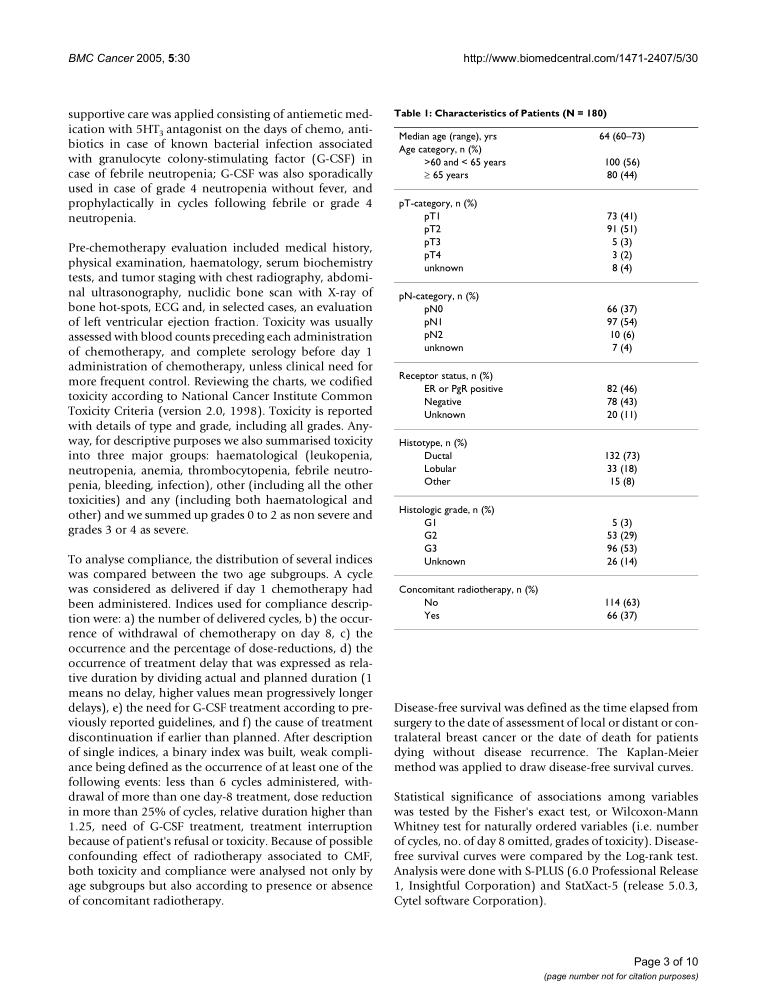 BMC Cancer 2005, 5:30
http://www.biomedcentral.com/1471-2407/5/30
supportive care was applied consisting of antiemetic med-
ication with 5HT3 antagonist on the days of chemo, anti-
biotics in case of known bacterial infection associated
with granulocyte colony-stimulating factor (G-CSF) in
case of febrile neutropenia; G-CSF was also sporadically
used in case of grade 4 neutropenia without fever, and
prophylactically in cycles following febrile or grade 4
neutropenia.
Pre-chemotherapy evaluation included medical history,
physical examination, haematology, serum biochemistry
tests, and tumor staging with chest radiography, abdomi-
nal ultrasonography, nuclidic bone scan with X-ray of
bone hot-spots, ECG and, in selected cases, an evaluation
of left ventricular ejection fraction. Toxicity was usually
assessed with blood counts preceding each administration
of chemotherapy, and complete serology before day 1
administration of chemotherapy, unless clinical need for
more frequent control. Reviewing the charts, we codified
toxicity according to National Cancer Institute Common
Toxicity Criteria (version 2.0, 1998). Toxicity is reported
with details of type and grade, including all grades. Any-
way, for descriptive purposes we also summarised toxicity
into three major groups: haematological (leukopenia,
neutropenia, anemia, thrombocytopenia, febrile neutro-
penia, bleeding, infection), other (including all the other
toxicities) and any (including both haematological and
other) and we summed up grades 0 to 2 as non severe and
grades 3 or 4 as severe.
To analyse compliance, the distribution of several indices
was compared between the two age subgroups. A cycle
was considered as delivered if day 1 chemotherapy had
been administered. Indices used for compliance descrip-
tion were: a) the number of delivered cycles, b) the occur-
rence of withdrawal of chemotherapy on day 8, c) the
occurrence and the percentage of dose-reductions, d) the
occurrence of treatment delay that was expressed as rela-
tive duration by dividing actual and planned duration (1
means no delay, higher values mean progressively longer
delays), e) the need for G-CSF treatment according to pre-
viously reported guidelines, and f) the cause of treatment
discontinuation if earlier than planned. After description
of single indices, a binary index was built, weak compli-
ance being defined as the occurrence of at least one of the
following events: less than 6 cycles administered, with-
drawal of more than one day-8 treatment, dose reduction
in more than 25% of cycles, relative duration higher than
1.25, need of G-CSF treatment, treatment interruption
because of patient's refusal or toxicity. Because of possible
confounding effect of radiotherapy associated to CMF,
both toxicity and compliance were analysed not only by
age subgroups but also according to presence or absence
of concomitant radiotherapy.
Table 1: Characteristics of Patients (N = 180)
Median age (range), yrs 64 (60–73)
Age category, n (%)
>60 and < 65 years 100 (56)
≥ 65 years 80 (44)
pT-category, n (%)
pT1 73 (41)
pT2 91 (51)
pT3 5 (3)
pT4 3 (2)
unknown 8 (4)
pN-category, n (%)
pN0 66 (37)
pN1 97 (54)
pN2 10 (6)
unknown 7 (4)
Receptor status, n (%)
ER or PgR positive 82 (46)
Negative 78 (43)
Unknown 20 (11)
Histotype, n (%)
Ductal 132 (73)
Lobular 33 (18)
Other 15 (8)
Histologic grade, n (%)
G1 5 (3)
G2 53 (29)
G3 96 (53)
Unknown 26 (14)
Concomitant radiotherapy, n (%)
No 114 (63)
Yes 66 (37)
Disease-free survival was defined as the time elapsed from
surgery to the date of assessment of local or distant or con-
tralateral breast cancer or the date of death for patients
dying without disease recurrence. The Kaplan-Meier
method was applied to draw disease-free survival curves.
Statistical significance of associations among variables
was tested by the Fisher's exact test, or Wilcoxon-Mann
Whitney test for naturally ordered variables (i.e. number
of cycles, no. of day 8 omitted, grades of toxicity). Disease-
free survival curves were compared by the Log-rank test.
Analysis were done with S-PLUS (6.0 Professional Release
1, Insightful Corporation) and StatXact-5 (release 5.0.3,
Cytel software Corporation).
Page 3 of 10
(page number not for citation purposes)